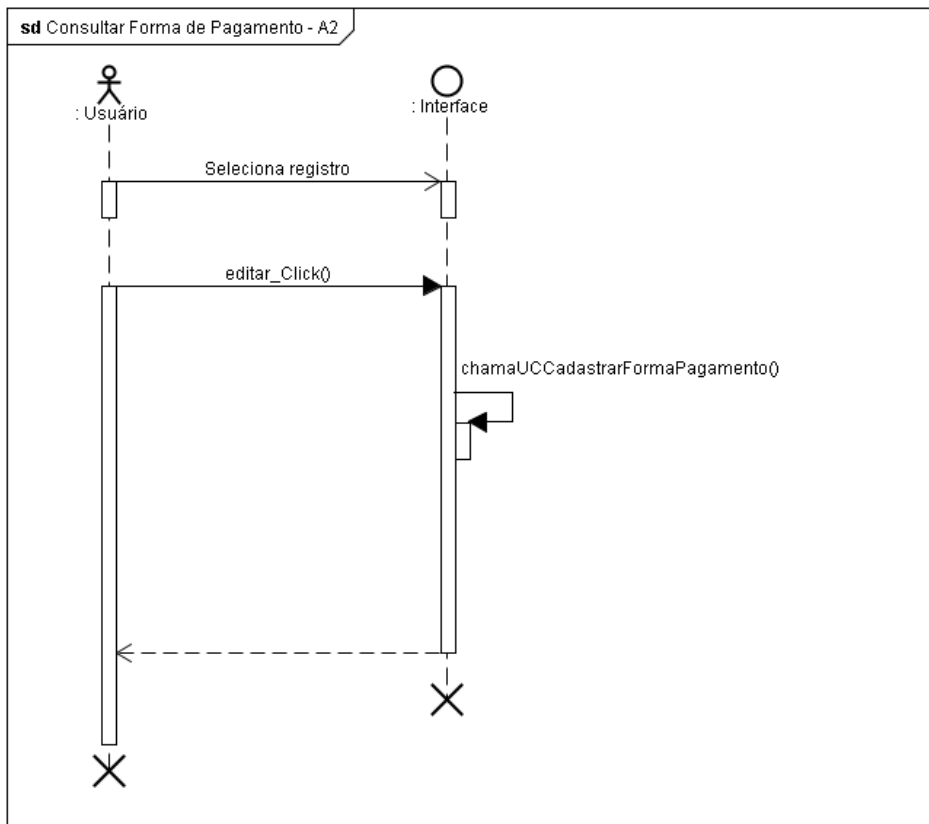 sd Consultar Forma de Pagamento - A2
: Usuário
: Interface
Seleciona registro
editar_Click()
chamaUCCadastrarFormaPagamento()